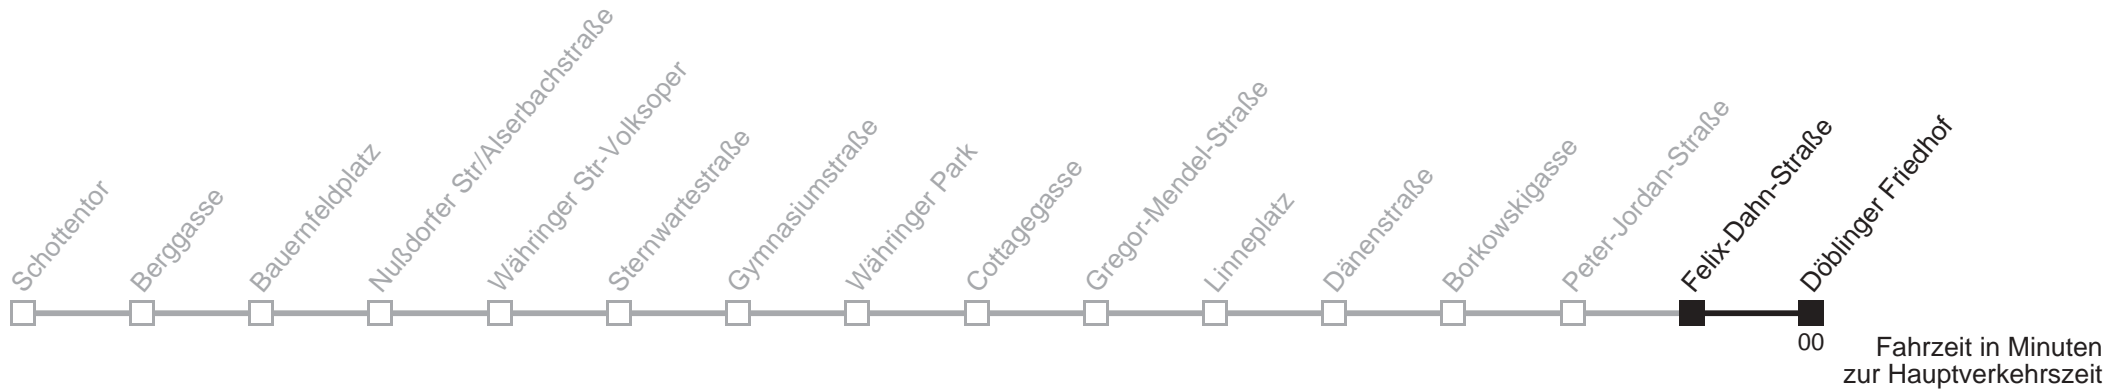 Schottentor
Berggasse
Bauernfeldplatz
Nußdorfer Str/Alserbachstraße
Währinger Str-Volksoper
Sternwartestraße
Gymnasiumstraße
Währinger Park
Cottagegasse
Gregor-Mendel-Straße
Linneplatz
Dänenstraße
Borkowskigasse
Peter-Jordan-Straße
Felix-Dahn-Straße
Döblinger Friedhof
00
Fahrzeit in Minuten
zur Hauptverkehrszeit